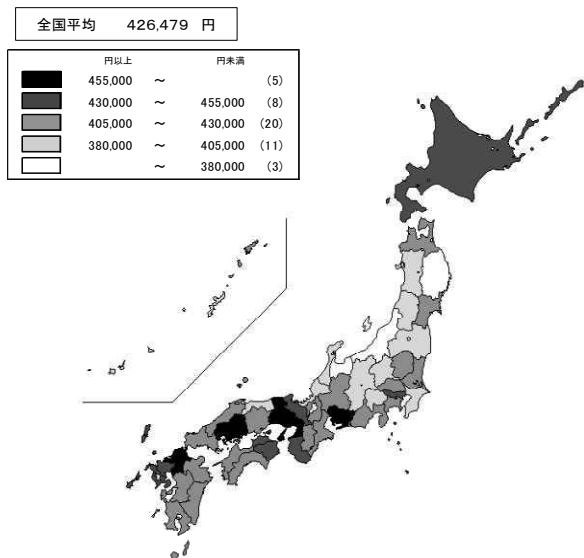 全国平均 426,479 円
円以上 円未満
455,000 ～ (5)
430,000 ～ 455,000 (8)
405,000 ～ 430,000 (20)
380,000 ～ 405,000 (11)
～ 380,000 (3)